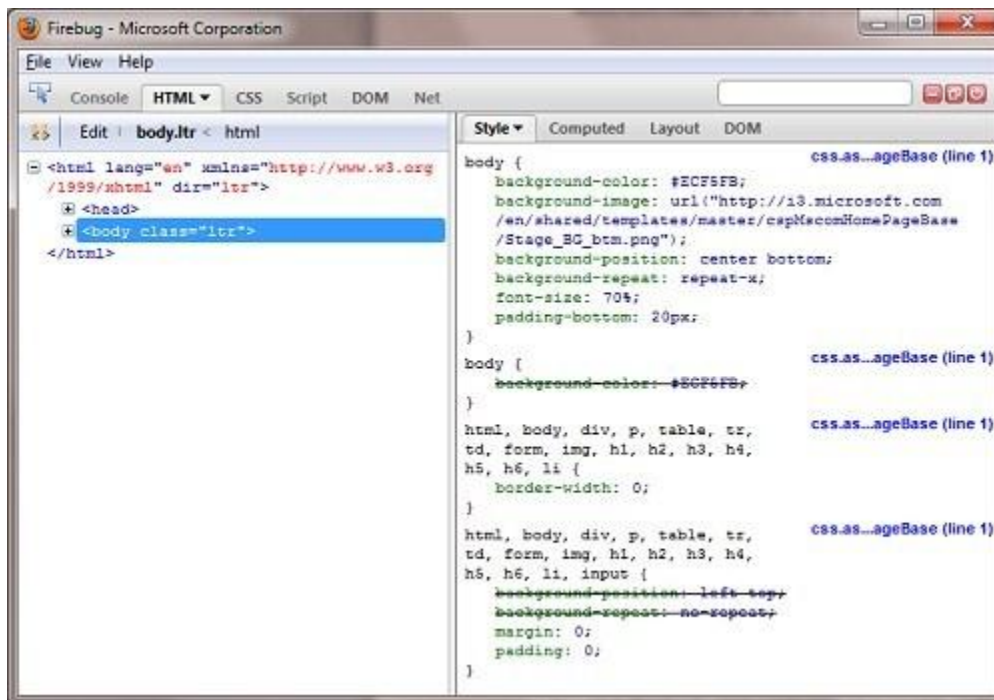 Firebug - Microsoft Corporation
File View Help
Console HTML CSS Script DOM Net
Edit body.ltr < html
<html lang="en" xmlns="http://www.w3.org
/1999/xhtml" dir="ltr">
<head>
<body class="ltr">
</html>
Style Computed Layout DOM
body { css.as...ageBase (line 1)
background-color: #ECF5FB;
background-image: url("http://i3.microsoft.com
/en/shared/templates/master/cspMscomHomePageBase
/Stage_BG_btm.png");
background-position: center bottom;
background-repeat: repeat-x;
font-size: 70%;
padding-bottom: 20px;
}
body { css.as...ageBase (line 1)
background-color: #ECF5FB;
}
html, body, div, p, table, tr, css.as...ageBase (line 1)
td, form, img, h1, h2, h3, h4,
h5, h6, li {
border-width: 0;
}
html, body, div, p, table, tr, css.as...ageBase (line 1)
td, form, img, h1, h2, h3, h4,
h5, h6, li, input {
background-position: left top;
background-repeat: no-repeat;
margin: 0;
padding: 0;
}